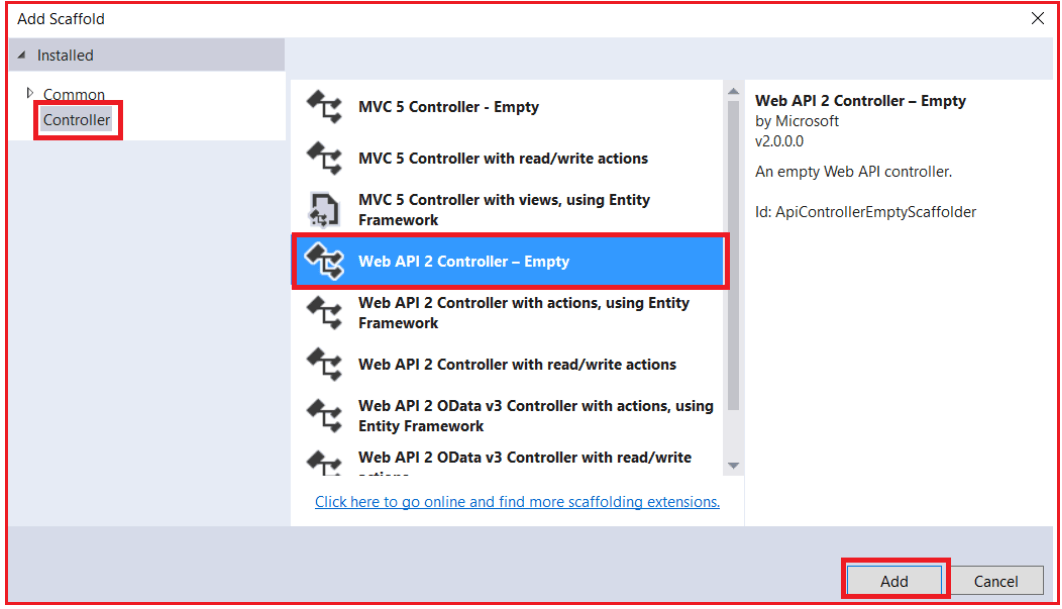 Add Scaffold
Installed
Common
Controller
MVC 5 Controller - Empty
MVC 5 Controller with read/write actions
MVC 5 Controller with views, using Entity
Framework
Web API 2 Controller – Empty
Web API 2 Controller with actions, using Entity
Framework
Web API 2 Controller with read/write actions
Web API 2 OData v3 Controller with actions, using
Entity Framework
Web API 2 OData v3 Controller with read/write
Click here to go online and find more scaffolding extensions.
Web API 2 Controller – Empty
by Microsoft
v2.0.0.0
An empty Web API controller.
Id: ApiControllerEmptyScaffolder
Add
Cancel